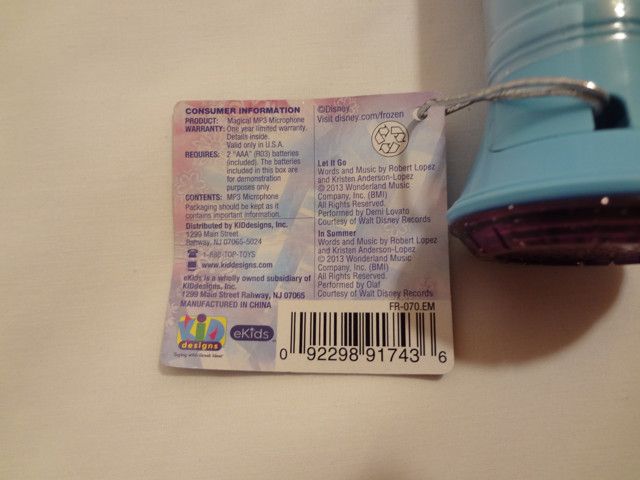 CONSUMER INFORMATION
PRODUCT: Magical MP3 Microphone
WARRANTY: One year limited warranty.
Details inside.
Valid only in U.S.A.
REQUIRES: 2 "AAA" (R03) batteries
(included). The batteries
included in this box are
for demonstration
purposes only.
CONTENTS: MP3 Microphone
Packaging should be kept as it
contains important information.
Distributed by KIDdesigns, Inc.
1299 Main Street
Rahway, NJ 07065-5024
1-888-TOP-TOYS
www.kiddesigns.com
eKids is a wholly owned subsidiary of
KIDdesigns, Inc.
1299 Main Street Rahway, NJ 07065
MANUFACTURED IN CHINA
KiD
designs
eKids
©Disney
Visit disney.com/frozen
Let It Go
Words and Music by Robert Lopez
and Kristen Anderson-Lopez
© 2013 Wonderland Music
Company, Inc. (BMI)
All Rights Reserved.
Performed by Demi Lovato
Courtesy of Walt Disney Records
In Summer
Words and Music by Robert Lopez
and Kristen Anderson-Lopez
© 2013 Wonderland Music
Company, Inc. (BMI)
All Rights Reserved.
Performed by Olaf
Courtesy of Walt Disney Records
FR-070.EM
0 92298 91743 6